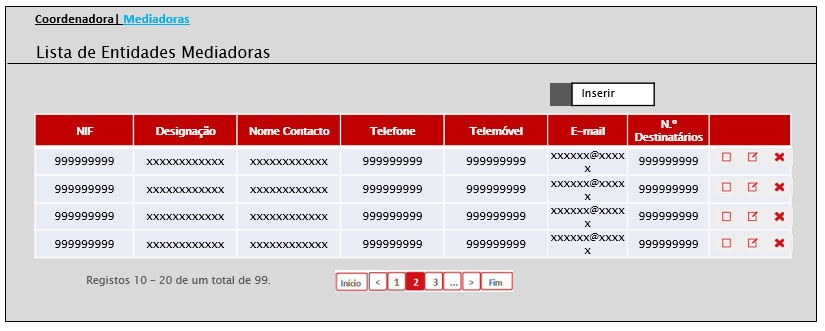 Coordenadora| Mediadoras
Lista de Entidades Mediadoras
Inserir
NIF Designação Nome Contacto Telefone Telemóvel E-mail N.º Destinatários
999999999 xxxxxxxxxxxx xxxxxxxxxxxx 999999999 999999999 xxxxxx@xxxxx 999999999
999999999 xxxxxxxxxxxx xxxxxxxxxxxx 999999999 999999999 xxxxxx@xxxxx 999999999
999999999 xxxxxxxxxxxx xxxxxxxxxxxx 999999999 999999999 xxxxxx@xxxxx 999999999
999999999 xxxxxxxxxxxx xxxxxxxxxxxx 999999999 999999999 xxxxxx@xxxxx 999999999
Registos 10 - 20 de um total de 99. Início < 1 2 3 ... > Fim